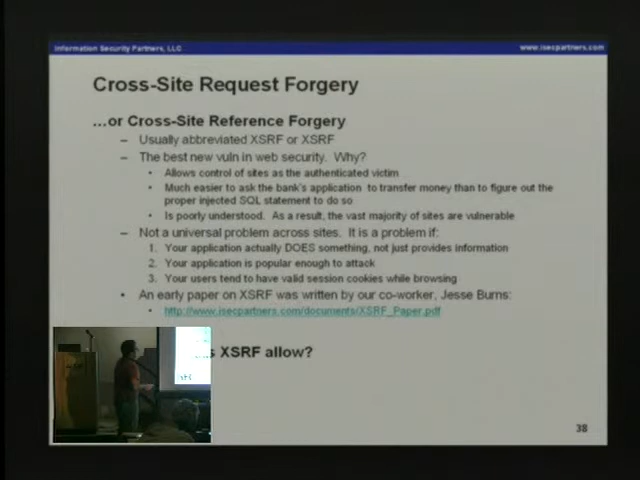 Information Security Partners, LLC
www.isecpartners.com
Cross-Site Request Forgery
…or Cross-Site Reference Forgery
– Usually abbreviated XSRF or XSRF
– The best new vuln in web security. Why?
• Allows control of sites as the authenticated victim
• Much easier to ask the bank's application to transfer money than to figure out the
proper injected SQL statement to do so
• Is poorly understood. As a result, the vast majority of sites are vulnerable
– Not a universal problem across sites. It is a problem if:
1. Your application actually DOES something, not just provides information
2. Your application is popular enough to attack
3. Your users tend to have valid session cookies while browsing
• An early paper on XSRF was written by our co-worker, Jesse Burns:
• http://www.isecpartners.com/documents/XSRF_Paper.pdf
XSRF allow?
38